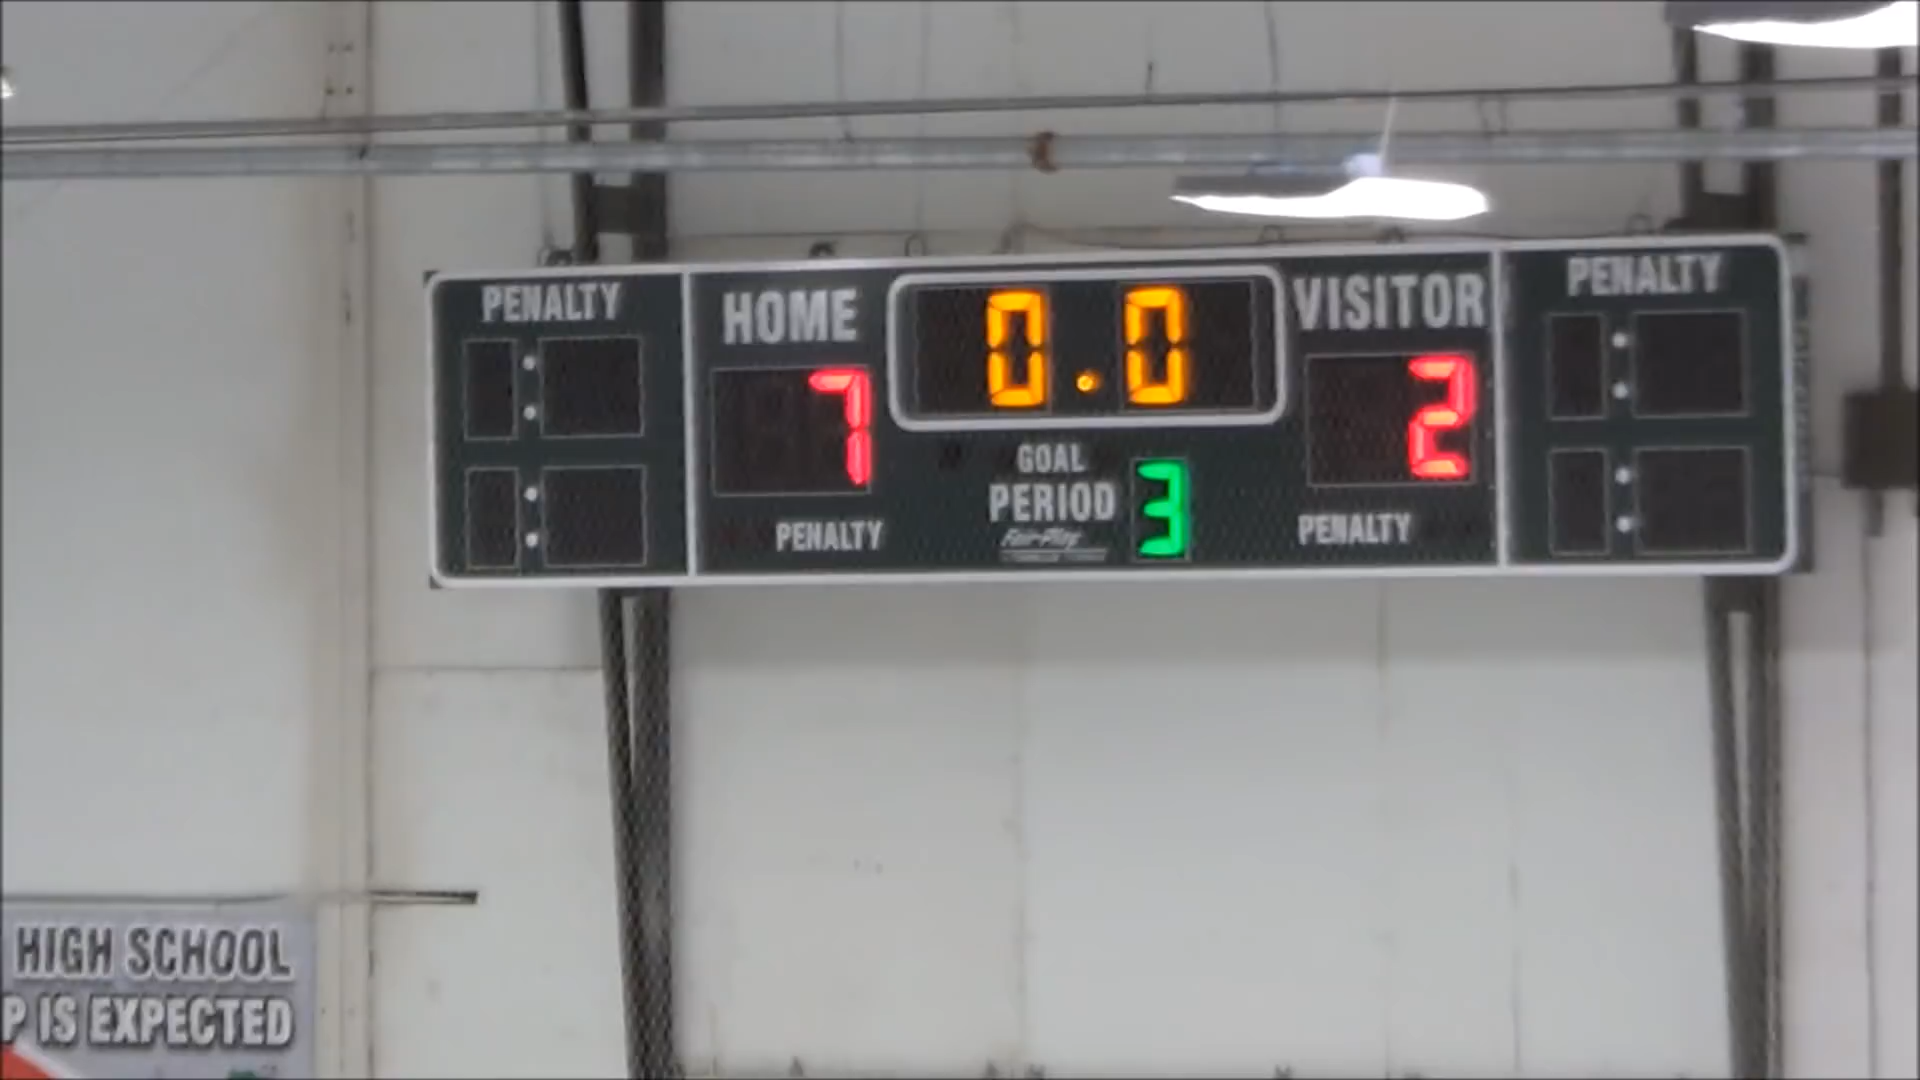 PENALTY
HOME
0.0
VISITOR
PENALTY
7
2
GOAL
PERIOD
3
PENALTY
PENALTY
Fair-Play
HIGH SCHOOL
P IS EXPECTED